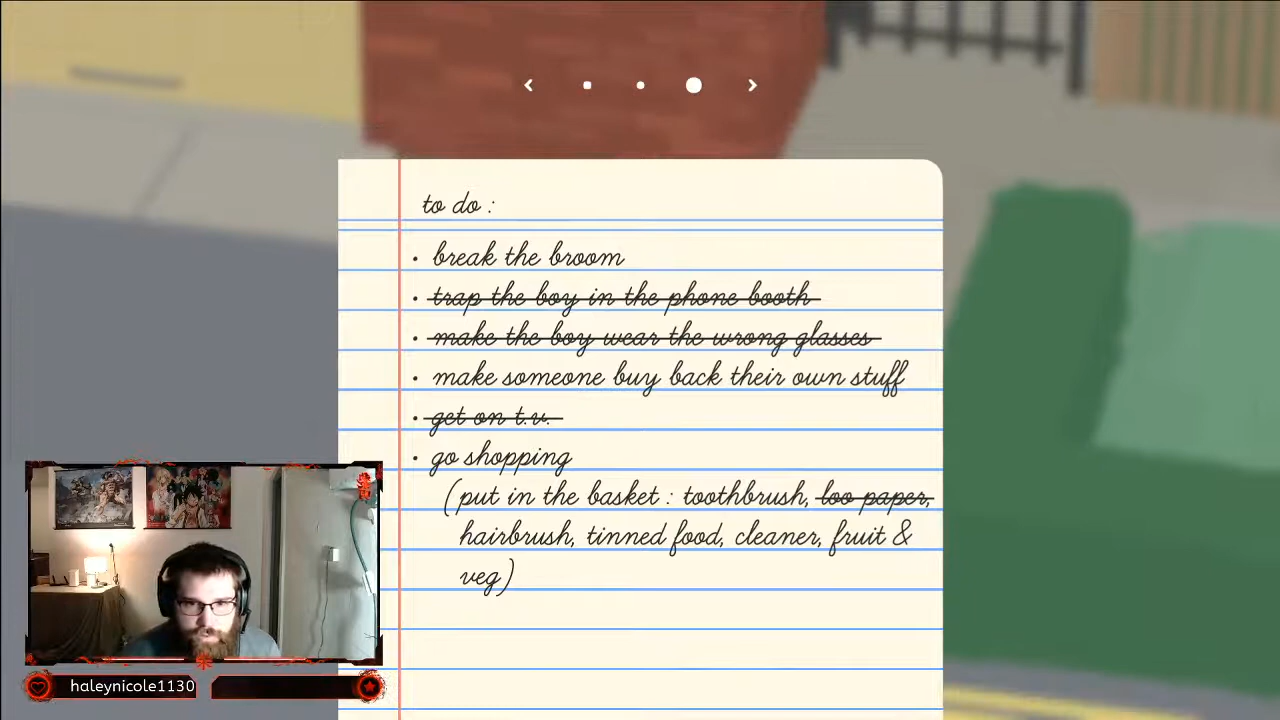 to do :
• break the broom
• trap the boy in the phone booth
• make the boy wear the wrong glasses
• make someone buy back their own stuff
• get on t.v.
• go shopping
(put in the basket : toothbrush, loo paper,
hairbrush, tinned food, cleaner, fruit &
veg)
haleynicole1130